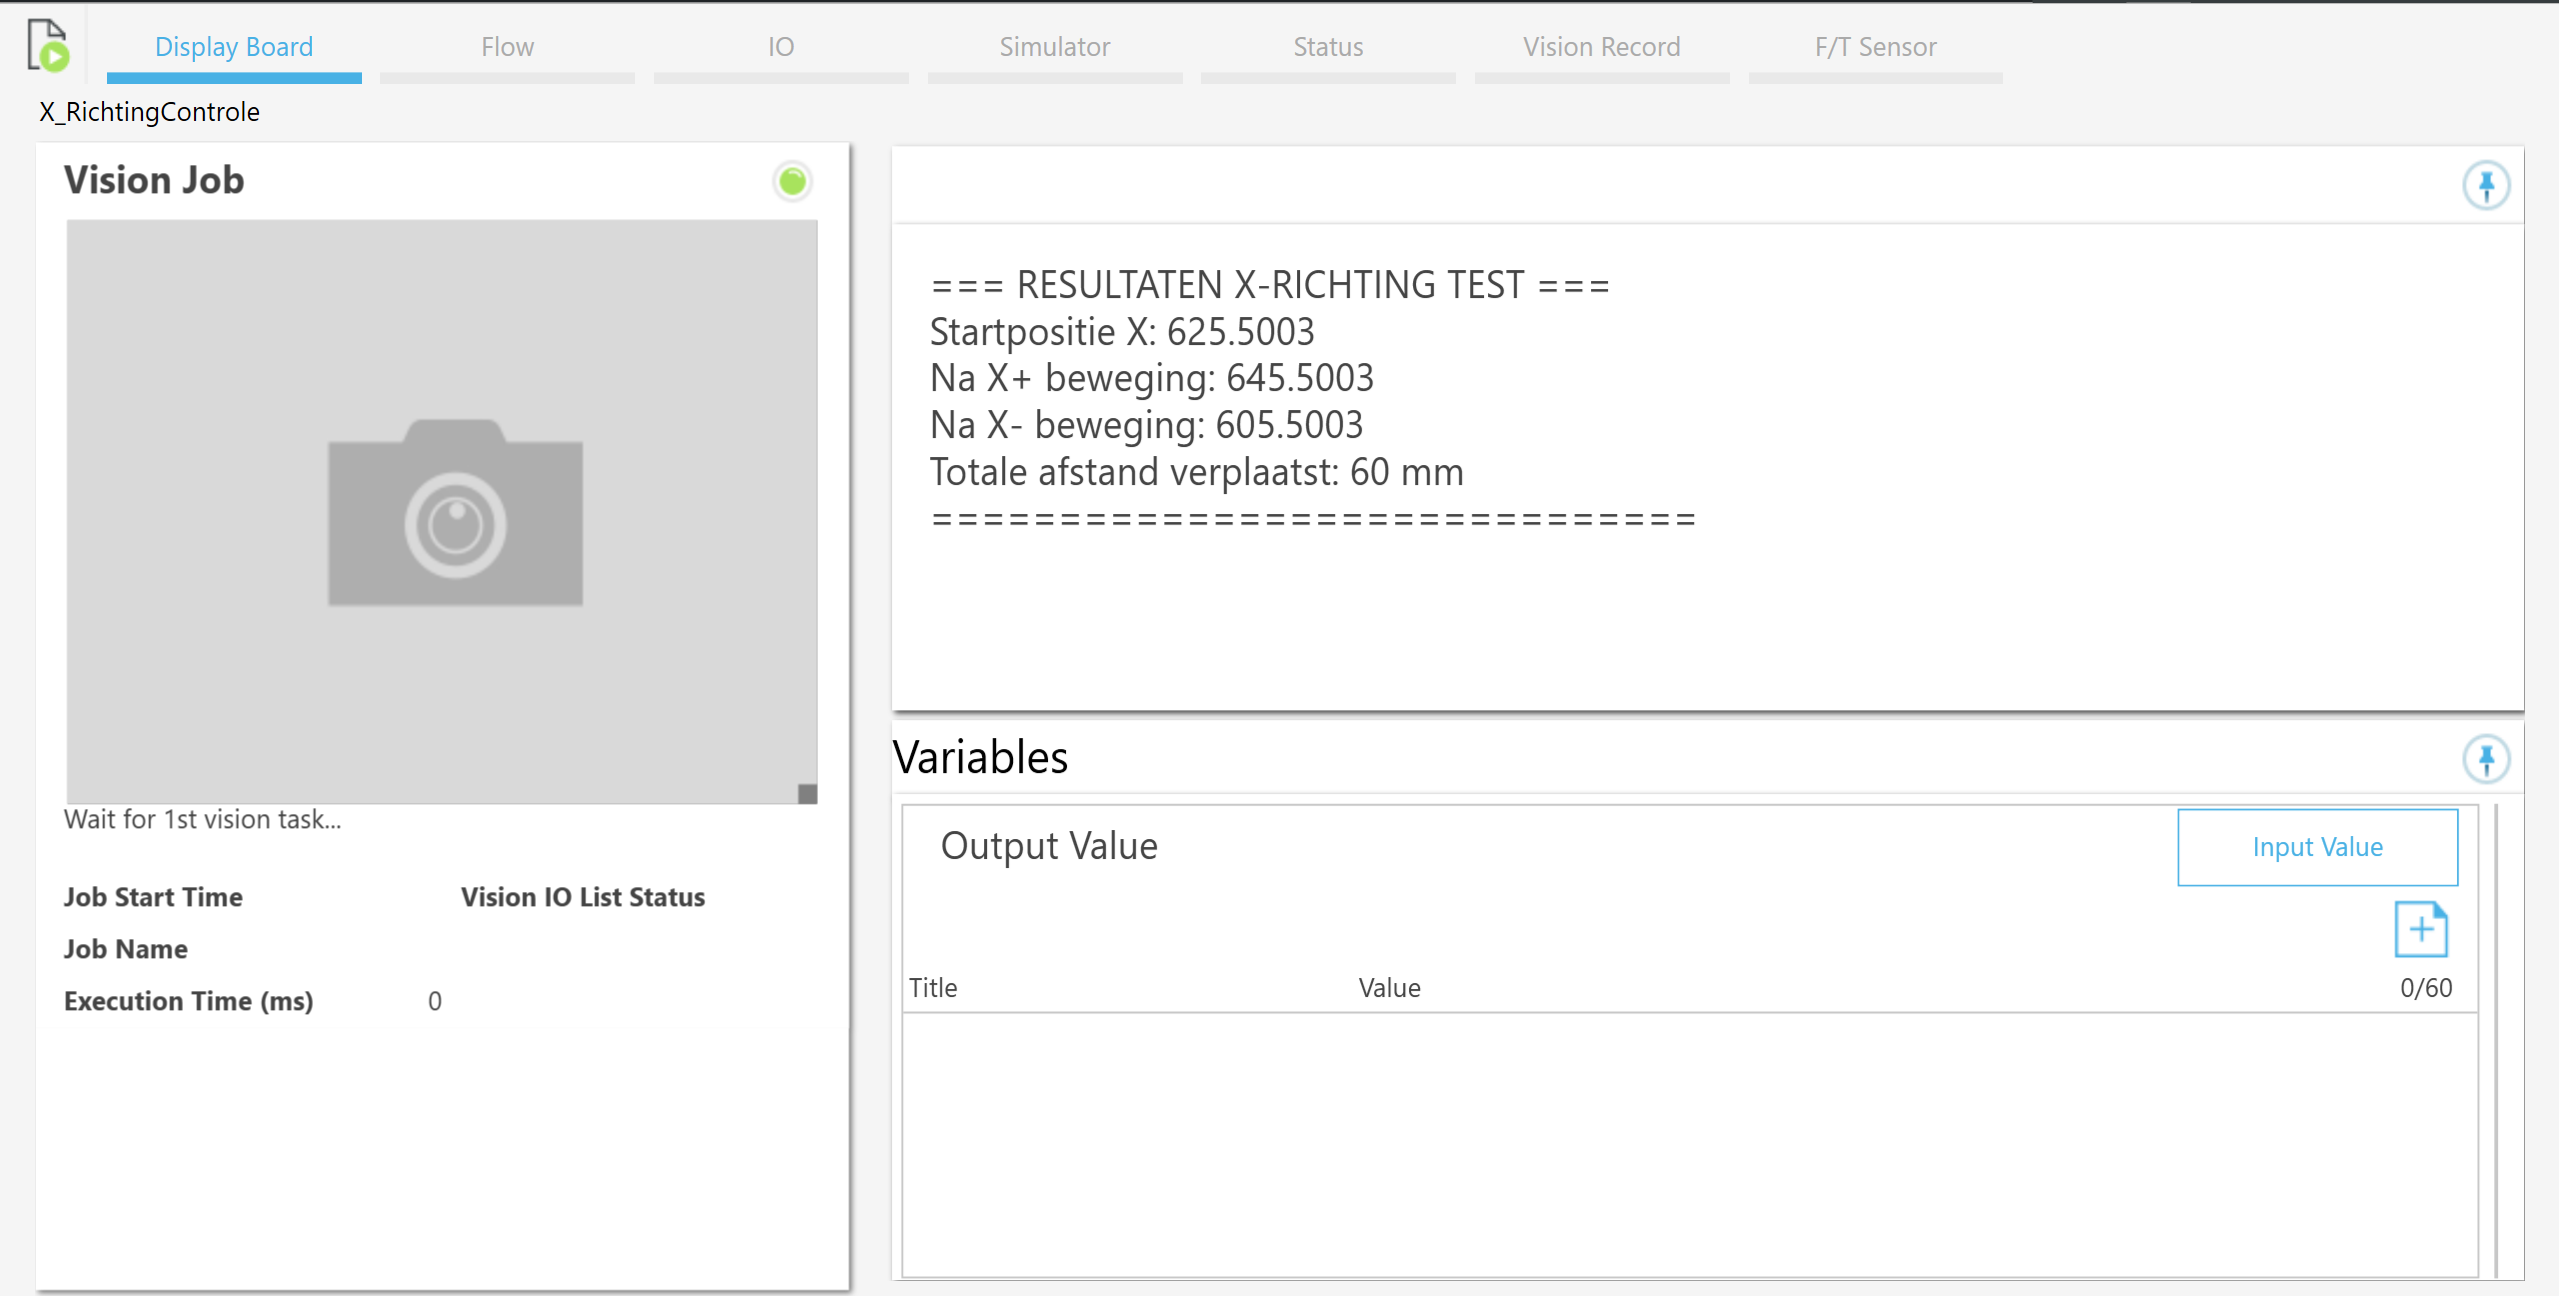 Display Board
Flow
IO
Simulator
Status
Vision Record
F/T Sensor
X_RichtingControle
Vision Job
Wait for 1st vision task...
Job Start Time
Vision IO List Status
Job Name
Execution Time (ms)
0
=== RESULTATEN X-RICHTING TEST ===
Startpositie X: 625.5003
Na X+ beweging: 645.5003
Na X- beweging: 605.5003
Totale afstand verplaatst: 60 mm
==============================
Variables
Output Value
Input Value
Title
Value
0/60